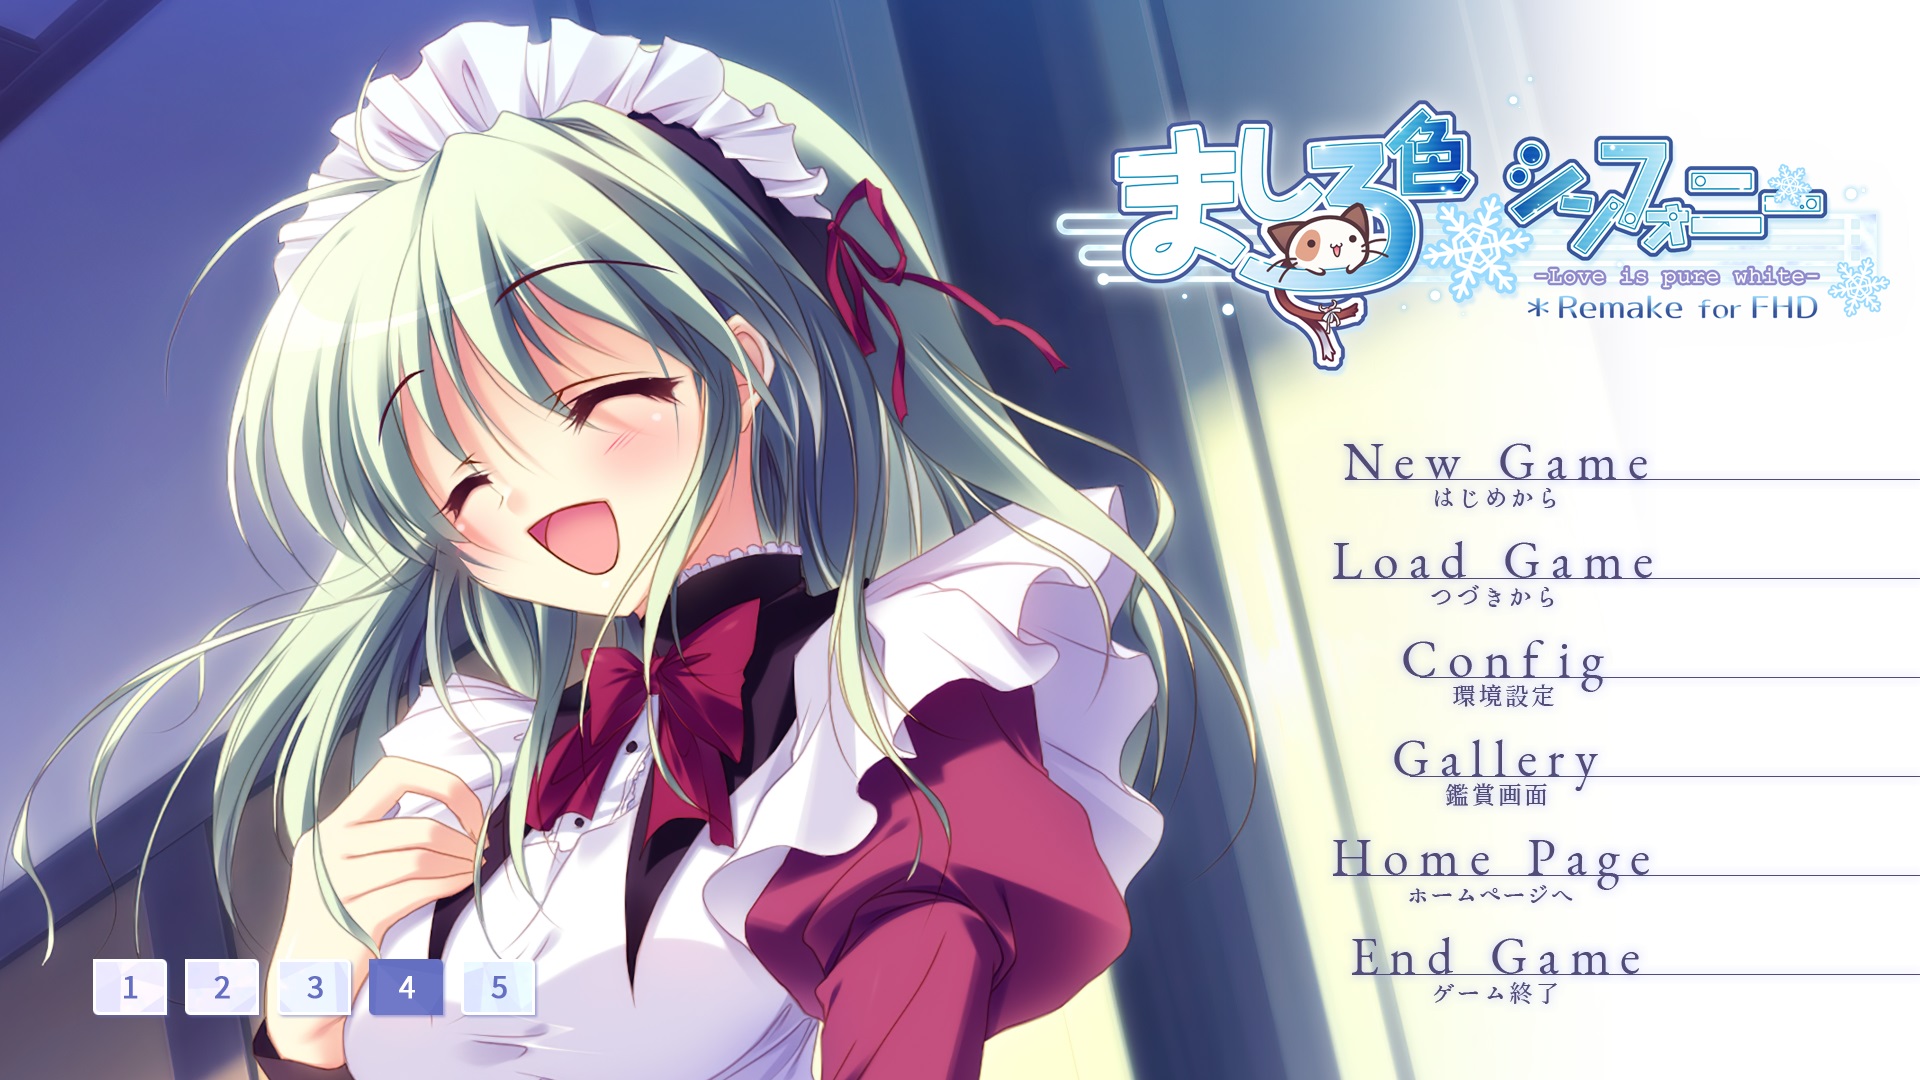 ましろ色シンフォニー
-Love is pure white-
*Remake for FHD
New Game
はじめから
Load Game
つづきから
Config
環境設定
Gallery
鑑賞画面
Home Page
ホームページへ
End Game
ゲーム終了
1 2 3 4 5